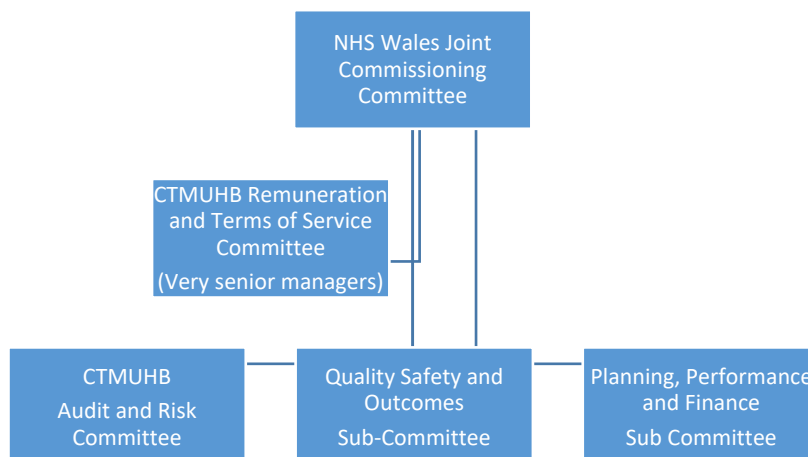 NHS Wales Joint
Commissioning
Committee
CTMUHB Remuneration
and Terms of Service
Committee
(Very senior managers)
CTMUHB
Audit and Risk
Committee
Quality Safety and
Outcomes
Sub-Committee
Planning, Performance
and Finance
Sub Committee